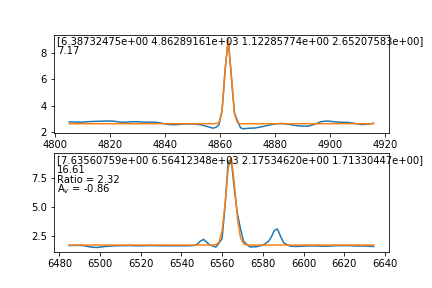 [6.38732475e+00 4.86289161e+03 1.12285774e+00 2.65207583e+00]
7.17
8
6
4
2
4800 4820 4840 4860 4880 4900 4920
[7.63560759e+00 6.56412348e+03 2.17534620e+00 1.71330447e+00]
16.61
Ratio = 2.32
Av = -0.86
7.5
5.0
2.5
6480 6500 6520 6540 6560 6580 6600 6620 6640